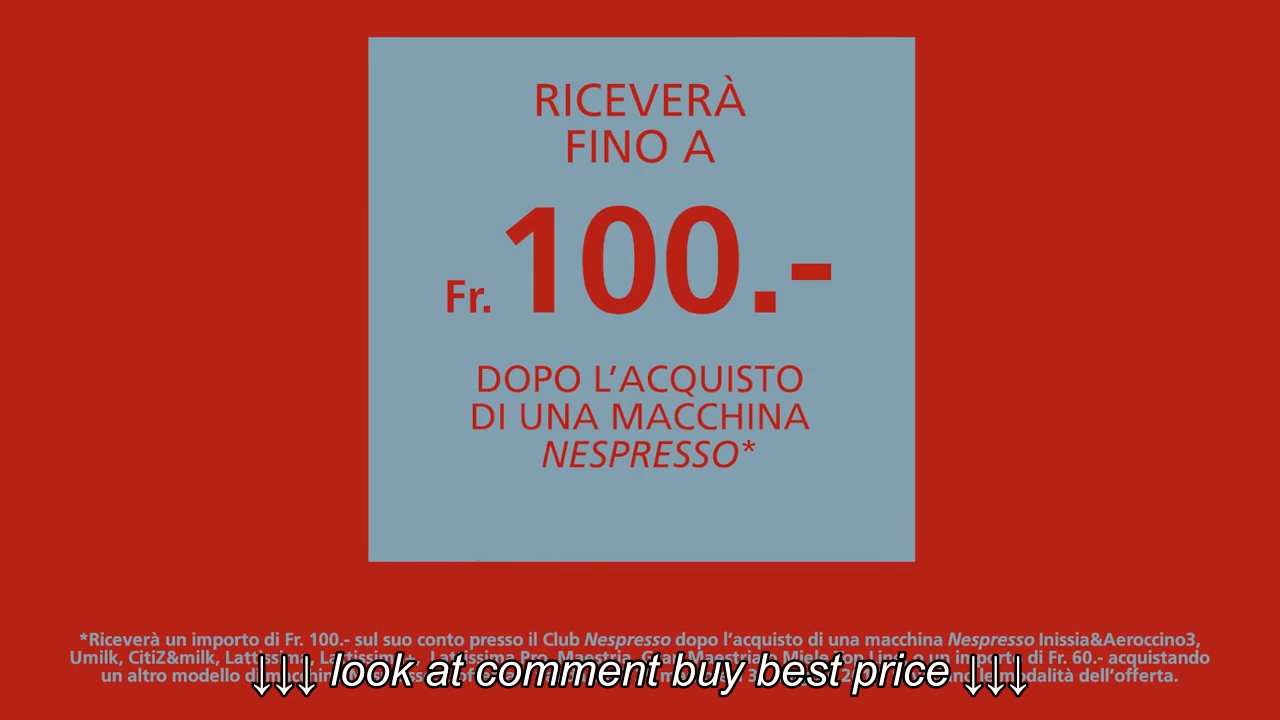 RICEVERÀ
FINO A
Fr. 100.-
DOPO L'ACQUISTO
DI UNA MACCHINA
NESPRESSO*
*Riceverà un importo di Fr. 100.- sul suo conto presso il Club Nespresso dopo l'acquisto di una macchina Nespresso Inissia&Aeroccino3,
Umilk, CitiZ&milk, Lattissima Pro, Maestria, Gran Maestria o Miele un importo di Fr. 60.- acquistando
un altro modello modalità dell'offerta.
↓↓↓ look at comment buy best price ↓↓↓